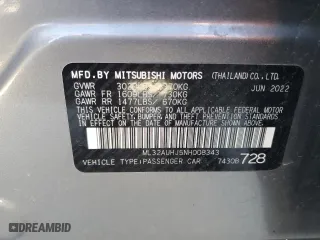 MFD.BY MITSUBISHI MOTORS (THAILAND)CO.,LTD.
GVWR JUN 2022
GAWR FR 1609LBS
GAWR RR 1477LBS/ 670KG
THIS VEHICLE CONFORMS TO ALL APPLICABLE
FEDERAL MOTOR VEHICLE SAFETY, BUMPER, AND
THEFT PREVENTION STANDARDS IN EFFECT ON THE
DATE OF MANUFACTURE SHOWN ABOVE.
ML32AUHJ5NH008343
VEHICLE TYPE:PASSENGER CAR 74308 728